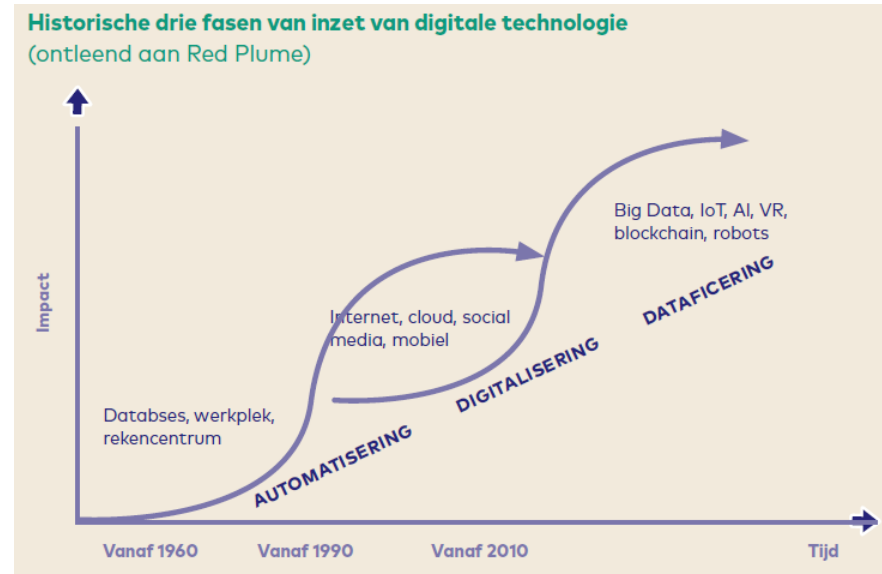 Historische drie fasen van inzet van digitale technologie
(ontleend aan Red Plume)
Impact
Big Data, IoT, AI, VR,
blockchain, robots
DATAFICERING
Internet, cloud, social
media, mobiel
DIGITALISERING
Databses, werkplek,
rekencentrum
AUTOMATISERING
Vanaf 1960
Vanaf 1990
Vanaf 2010
Tijd